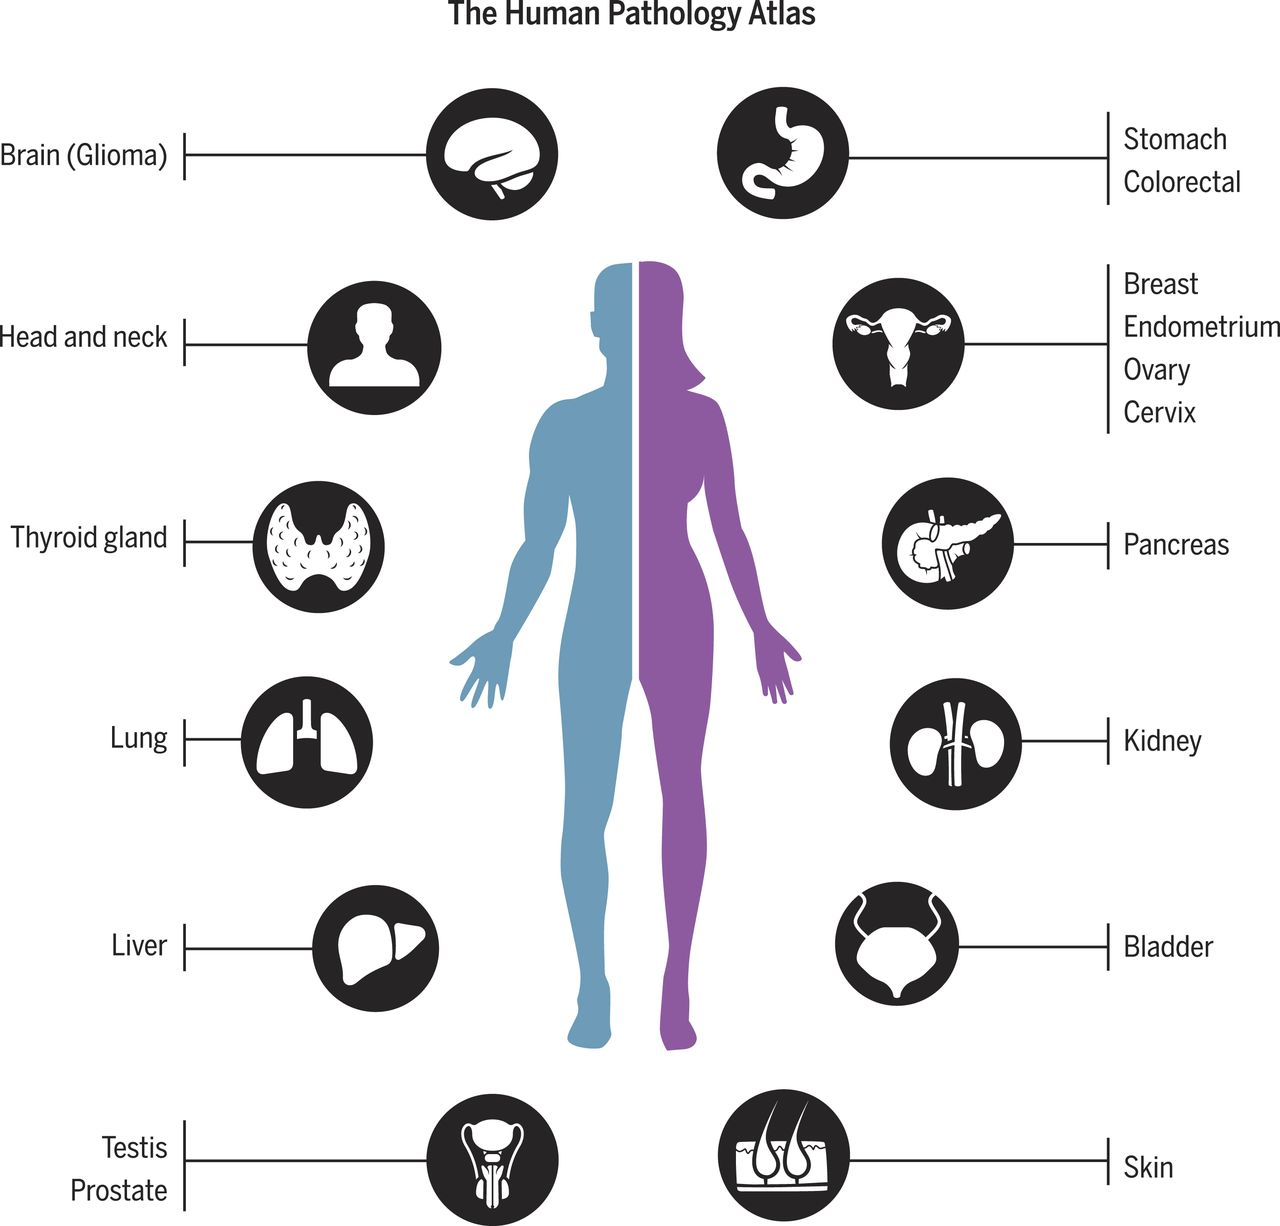 The Human Pathology Atlas
Brain (Glioma)
Head and neck
Thyroid gland
Lung
Liver
Testis
Prostate
Stomach
Colorectal
Breast
Endometrium
Ovary
Cervix
Pancreas
Kidney
Bladder
Skin